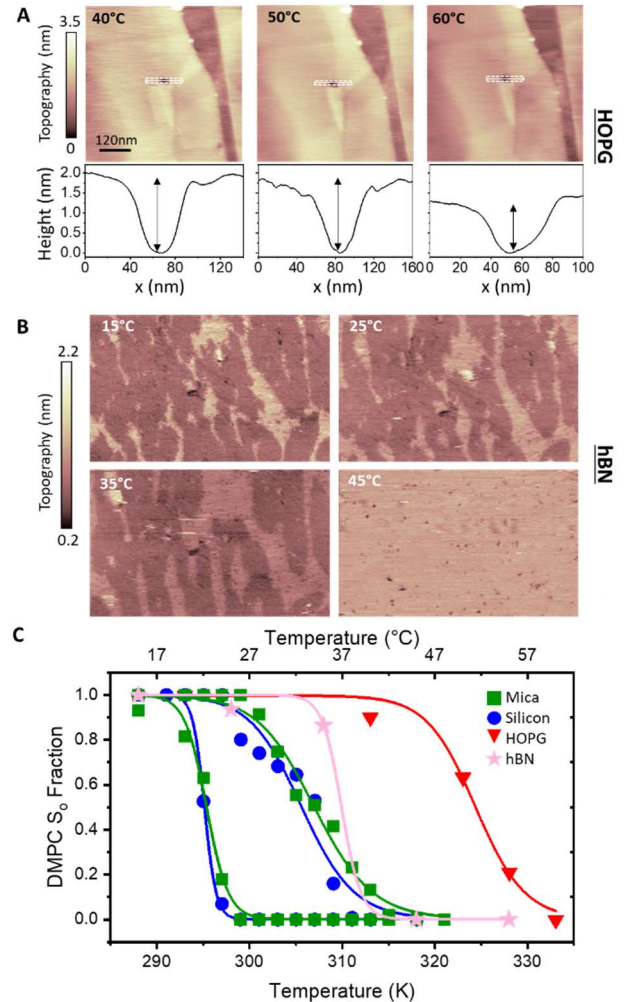 A
3.5
Topography (nm)
0
40°C
50°C
60°C
120nm
HOPG
Height (nm)
2.0
1.5
1.0
0.5
0.0
0 40 80 120
0 40 80 120 160
0 20 40 60 80 100
x (nm) x (nm) x (nm)
B
2.2
Topography (nm)
0.2
15°C
25°C
35°C
45°C
hBN
C
Temperature (°C)
17 27 37 47 57
DMPC So Fraction
1.0
0.8
0.6
0.4
0.2
0.0
Mica
Silicon
HOPG
hBN
290 300 310 320 330
Temperature (K)